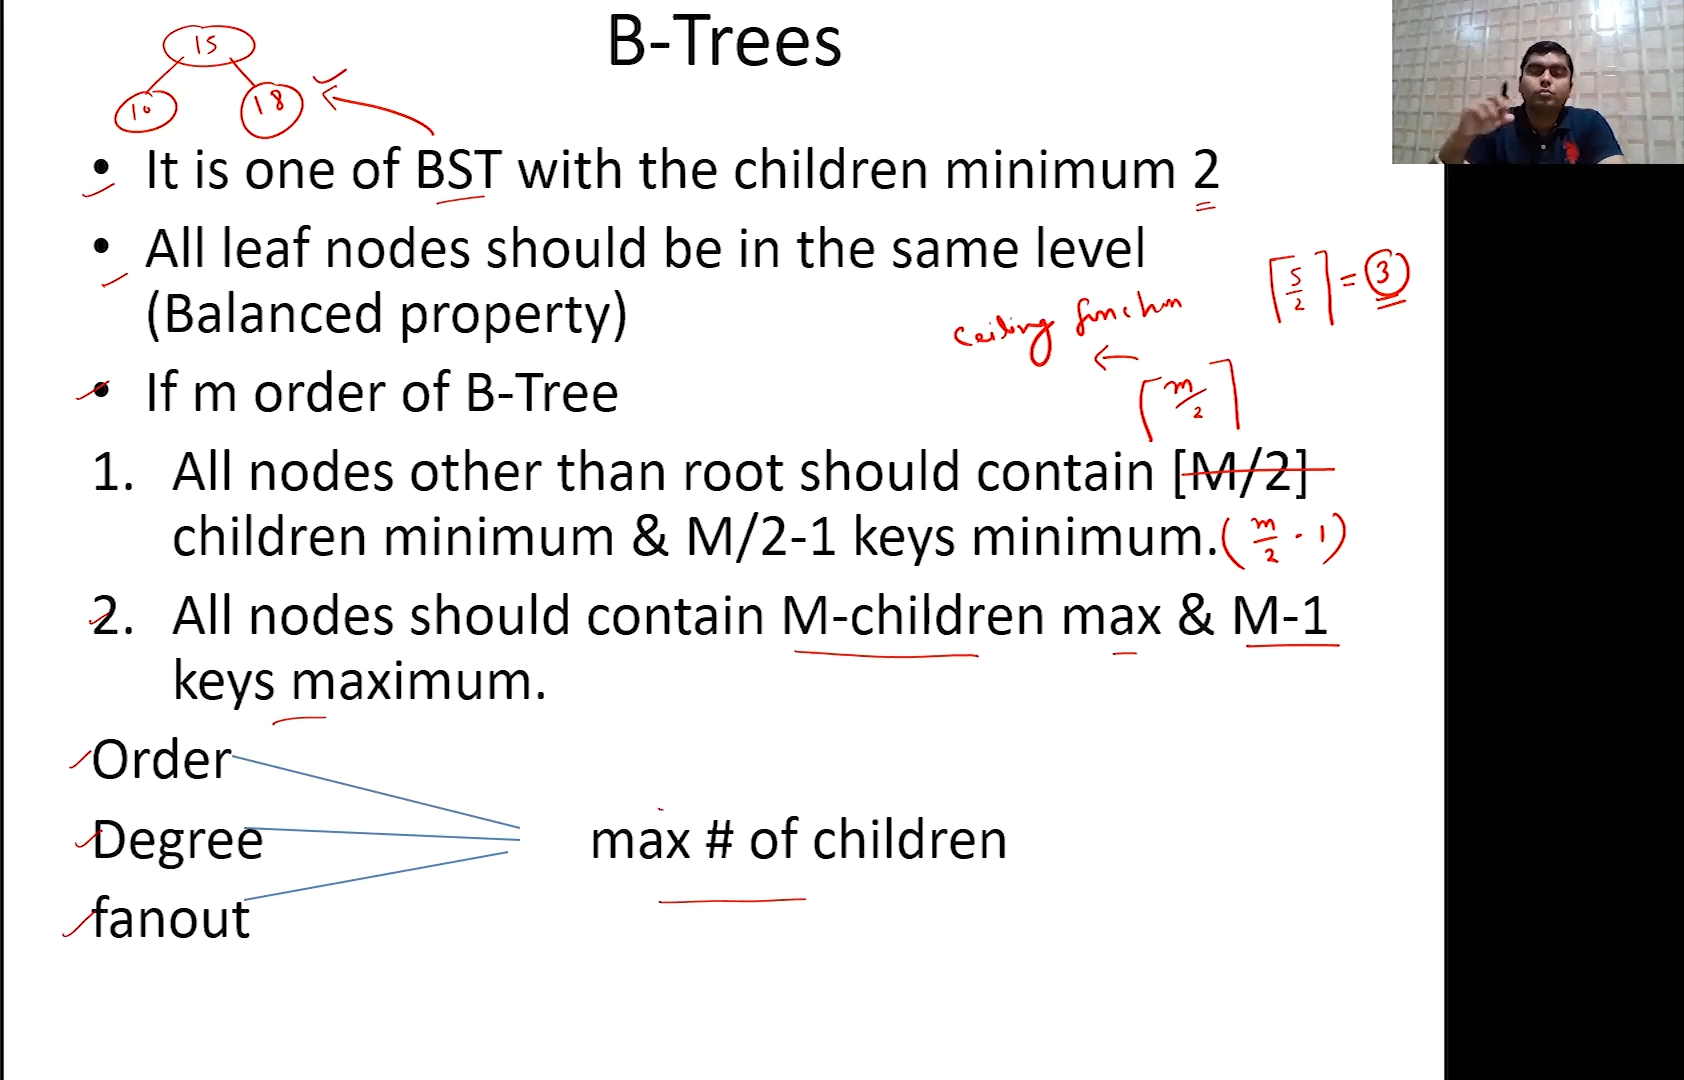 B-Trees
15
10
18
• It is one of BST with the children minimum 2
• All leaf nodes should be in the same level
(Balanced property)
⌈5/2⌉ = 3
Ceiling function
• If m order of B-Tree
⌈m/2⌉
1. All nodes other than root should contain [M/2]
children minimum & M/2-1 keys minimum. (m/2 - 1)
2. All nodes should contain M-children max & M-1
keys maximum.
Order
Degree
max # of children
fanout